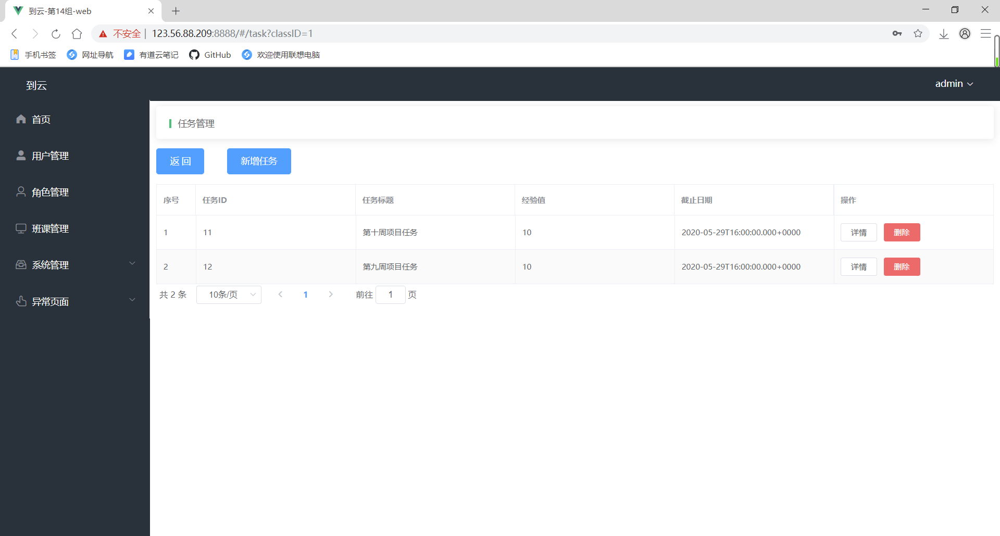 到云-第14组-web
不安全 | 123.56.88.209:8888/#/task?classID=1
手机书签 网址导航 有道云笔记 GitHub 欢迎使用联想电脑
到云 admin
首页
用户管理
角色管理
班课管理
系统管理
异常页面
任务管理
返 回 新增任务
序号 任务ID 任务标题 经验值 截止日期 操作
1 11 第十周项目任务 10 2020-05-29T16:00:00.000+0000 详情 删除
2 12 第九周项目任务 10 2020-05-29T16:00:00.000+0000 详情 删除
共 2 条 10条/页 1 前往 1 页